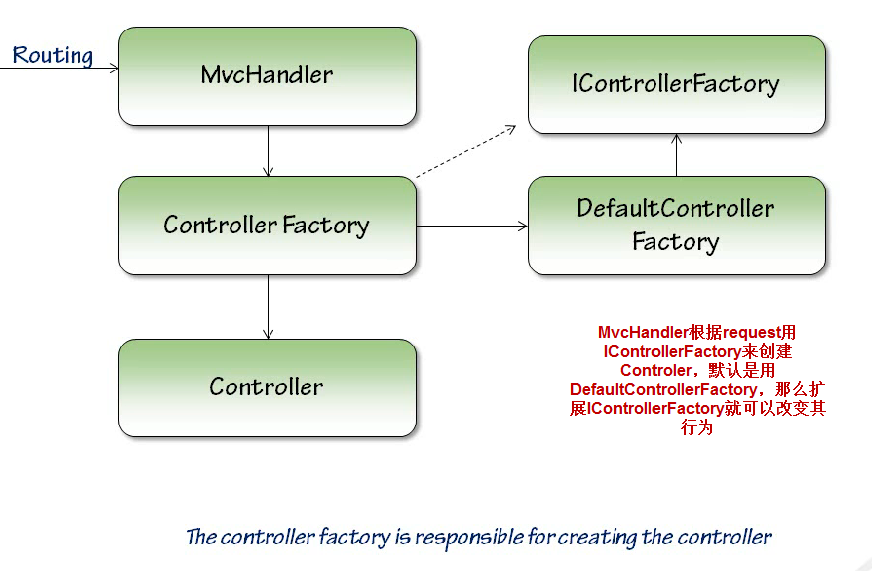 Routing
MvcHandler
IControllerFactory
Controller Factory
DefaultController
Factory
Controller
MvcHandler根据request用
IControllerFactory来创建
Controler，默认是用
DefaultControllerFactory，那么扩
展IControllerFactory就可以改变其
行为
The controller factory is responsible for creating the controller